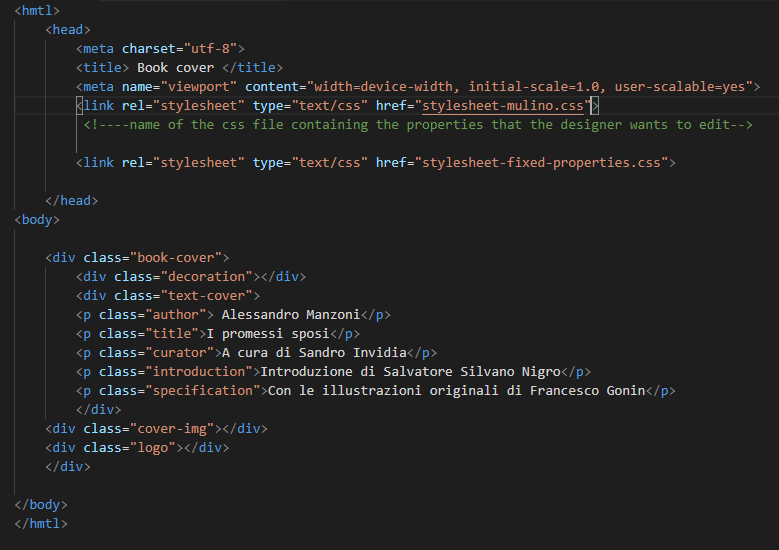 <hmtl>
<head>
<meta charset="utf-8">
<title> Book cover </title>
<meta name="viewport" content="width=device-width, initial-scale=1.0, user-scalable=yes">
<link rel="stylesheet" type="text/css" href="stylesheet-mulino.css">
<!----name of the css file containing the properties that the designer wants to edit-->
<link rel="stylesheet" type="text/css" href="stylesheet-fixed-properties.css">
</head>
<body>
<div class="book-cover">
<div class="decoration"></div>
<div class="text-cover">
<p class="author"> Alessandro Manzoni</p>
<p class="title">I promessi sposi</p>
<p class="curator">A cura di Sandro Invidia</p>
<p class="introduction">Introduzione di Salvatore Silvano Nigro</p>
<p class="specification">Con le illustrazioni originali di Francesco Gonin</p>
</div>
<div class="cover-img"></div>
<div class="logo"></div>
</div>
</body>
</hmtl>